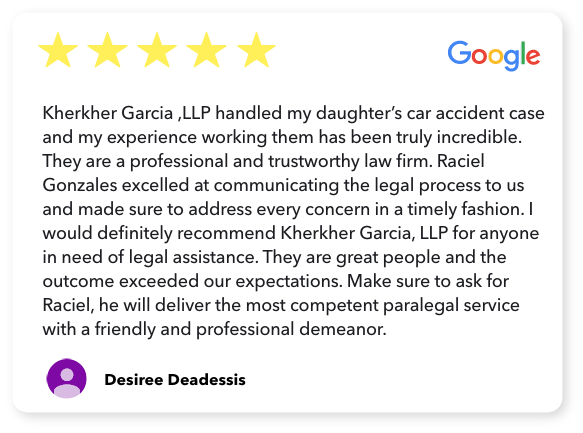 Google
Kherkher Garcia ,LLP handled my daughter’s car accident case
and my experience working them has been truly incredible.
They are a professional and trustworthy law firm. Raciel
Gonzales excelled at communicating the legal process to us
and made sure to address every concern in a timely fashion. I
would definitely recommend Kherkher Garcia, LLP for anyone
in need of legal assistance. They are great people and the
outcome exceeded our expectations. Make sure to ask for
Raciel, he will deliver the most competent paralegal service
with a friendly and professional demeanor.
Desiree Deadessis